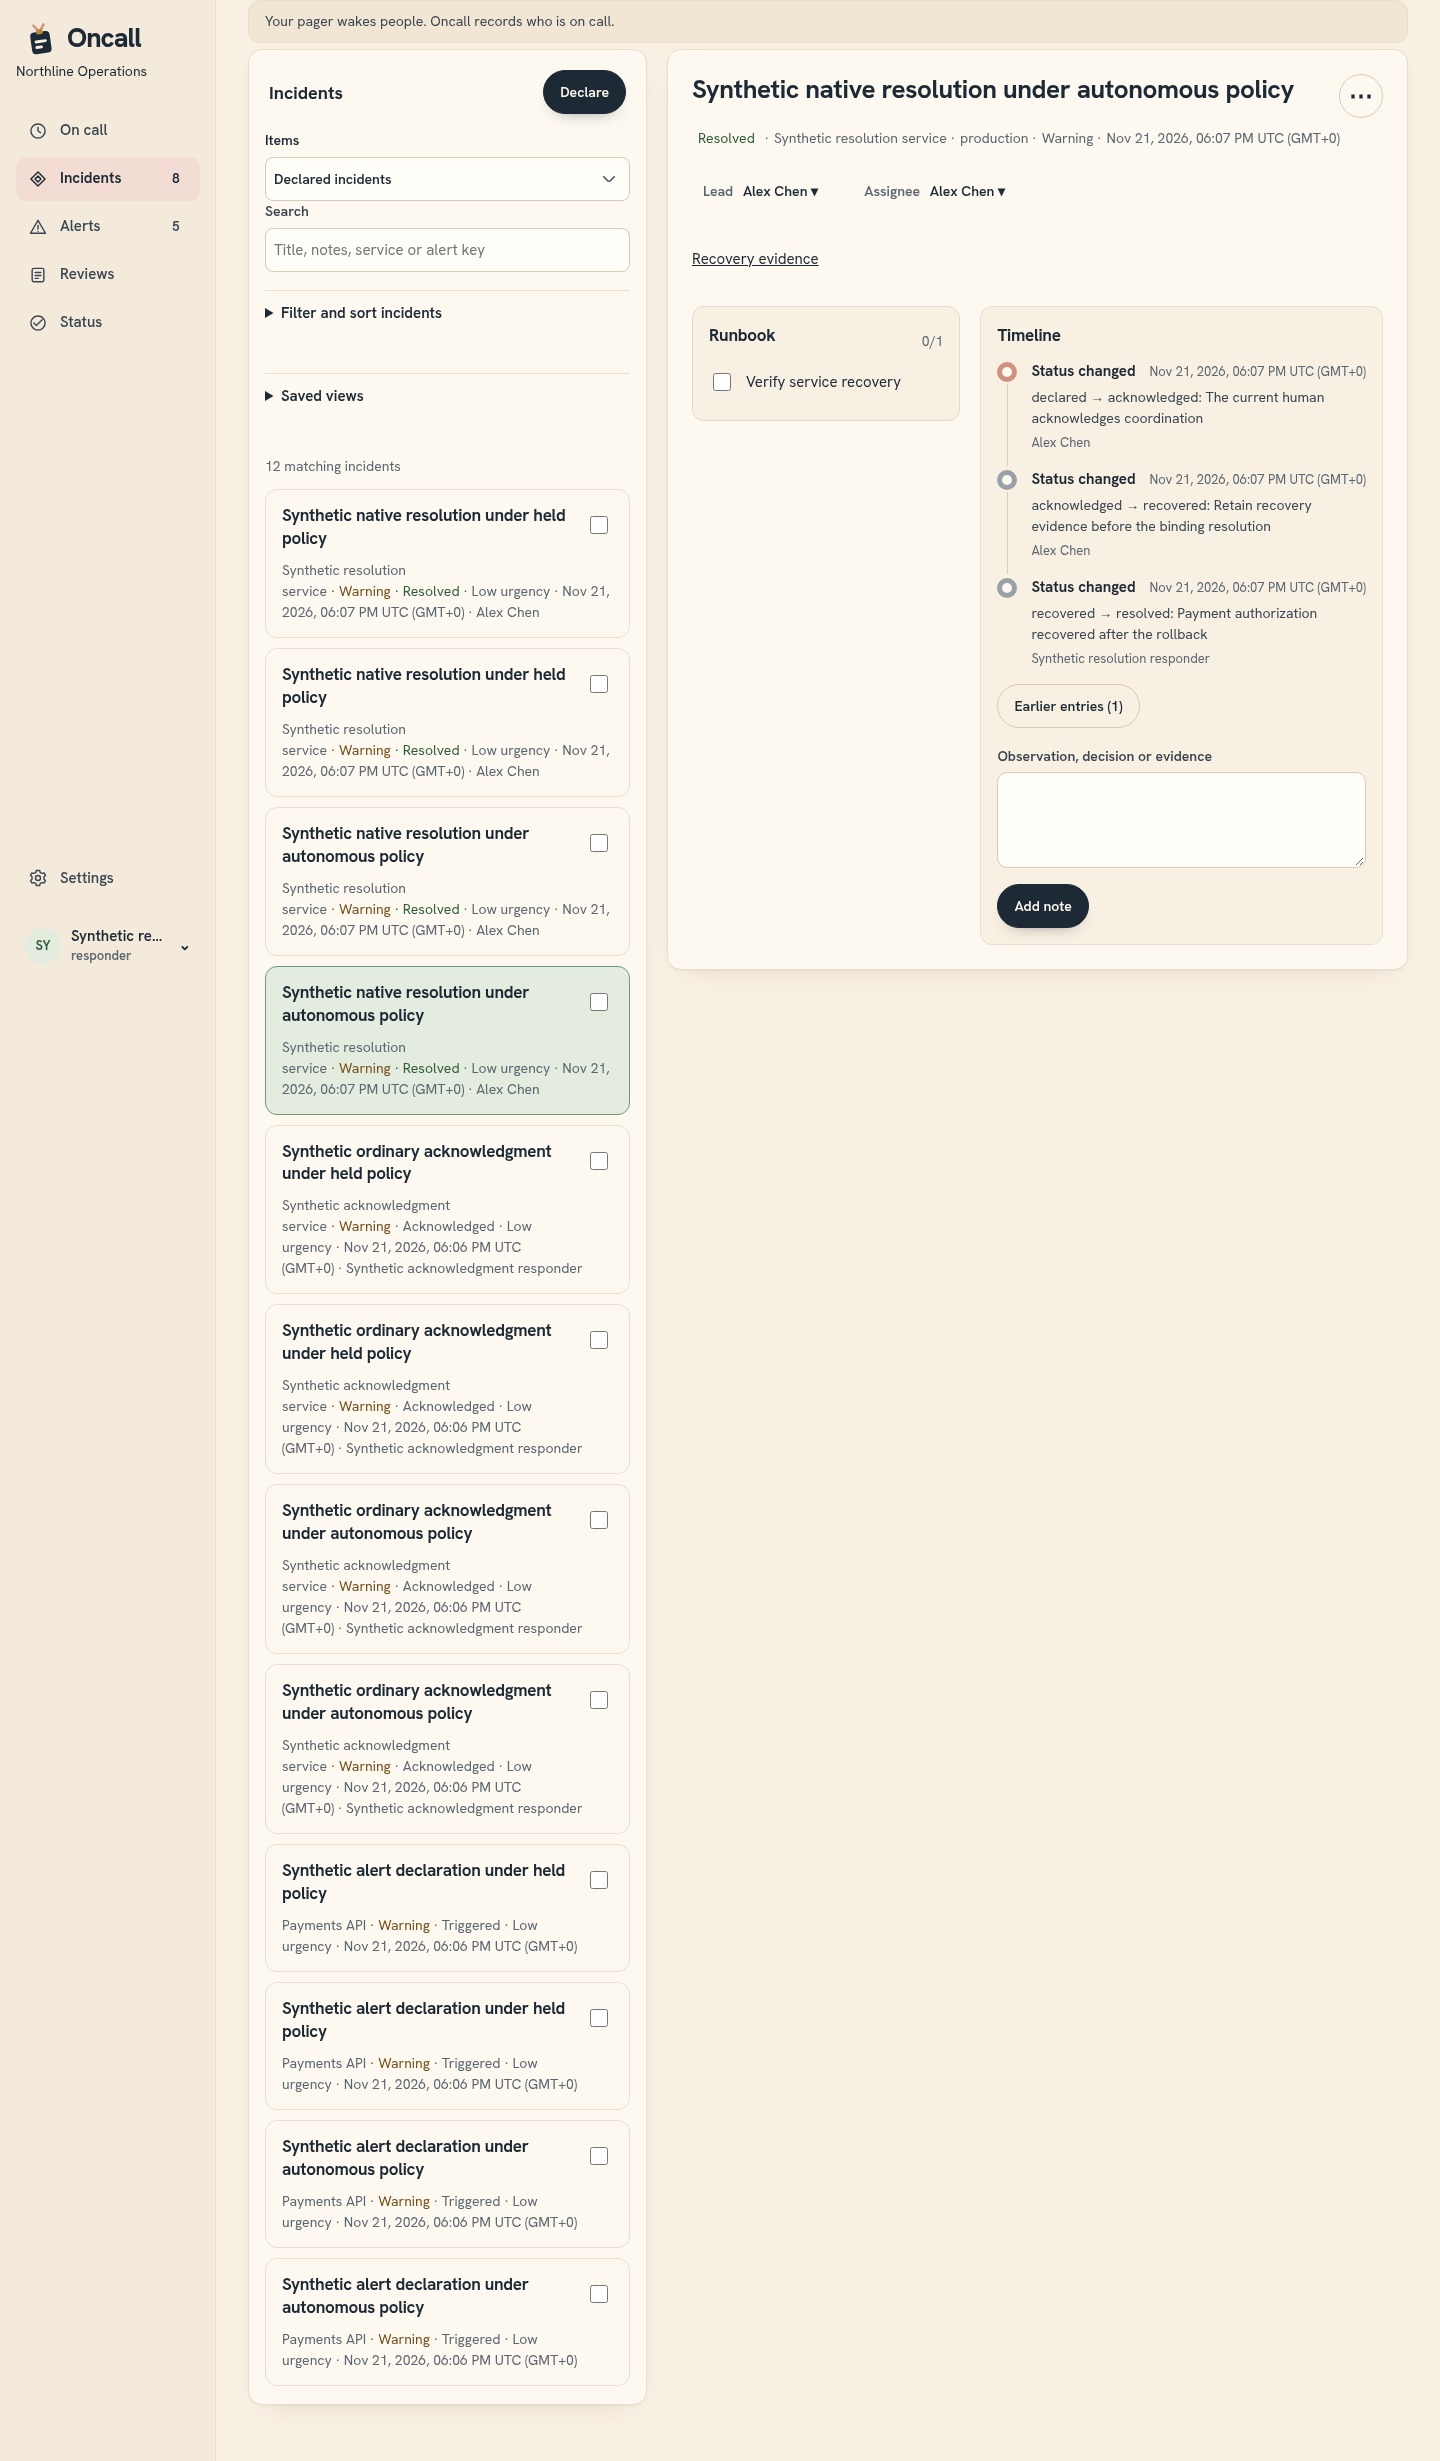 Oncall
Northline Operations
On call
Incidents 8
Alerts 5
Reviews
Status
Settings
SY
Synthetic re...
responder
Your pager wakes people. Oncall records who is on call.
Incidents
Declare
Items
Declared incidents
Search
Title, notes, service or alert key
Filter and sort incidents
Saved views
12 matching incidents
Synthetic native resolution under held
policy
Synthetic resolution
service · Warning · Resolved · Low urgency · Nov 21,
2026, 06:07 PM UTC (GMT+0) · Alex Chen
Synthetic native resolution under held
policy
Synthetic resolution
service · Warning · Resolved · Low urgency · Nov 21,
2026, 06:07 PM UTC (GMT+0) · Alex Chen
Synthetic native resolution under
autonomous policy
Synthetic resolution
service · Warning · Resolved · Low urgency · Nov 21,
2026, 06:07 PM UTC (GMT+0) · Alex Chen
Synthetic native resolution under
autonomous policy
Synthetic resolution
service · Warning · Resolved · Low urgency · Nov 21,
2026, 06:07 PM UTC (GMT+0) · Alex Chen
Synthetic ordinary acknowledgment
under held policy
Synthetic acknowledgment
service · Warning · Acknowledged · Low
urgency · Nov 21, 2026, 06:06 PM UTC
(GMT+0) · Synthetic acknowledgment responder
Synthetic ordinary acknowledgment
under held policy
Synthetic acknowledgment
service · Warning · Acknowledged · Low
urgency · Nov 21, 2026, 06:06 PM UTC
(GMT+0) · Synthetic acknowledgment responder
Synthetic ordinary acknowledgment
under autonomous policy
Synthetic acknowledgment
service · Warning · Acknowledged · Low
urgency · Nov 21, 2026, 06:06 PM UTC
(GMT+0) · Synthetic acknowledgment responder
Synthetic ordinary acknowledgment
under autonomous policy
Synthetic acknowledgment
service · Warning · Acknowledged · Low
urgency · Nov 21, 2026, 06:06 PM UTC
(GMT+0) · Synthetic acknowledgment responder
Synthetic alert declaration under held
policy
Payments API · Warning · Triggered · Low
urgency · Nov 21, 2026, 06:06 PM UTC (GMT+0)
Synthetic alert declaration under held
policy
Payments API · Warning · Triggered · Low
urgency · Nov 21, 2026, 06:06 PM UTC (GMT+0)
Synthetic alert declaration under
autonomous policy
Payments API · Warning · Triggered · Low
urgency · Nov 21, 2026, 06:06 PM UTC (GMT+0)
Synthetic alert declaration under
autonomous policy
Payments API · Warning · Triggered · Low
urgency · Nov 21, 2026, 06:06 PM UTC (GMT+0)
Synthetic native resolution under autonomous policy
Resolved · Synthetic resolution service · production · Warning · Nov 21, 2026, 06:07 PM UTC (GMT+0)
Lead Alex Chen ▾ Assignee Alex Chen ▾
Recovery evidence
Runbook 0/1
Verify service recovery
Timeline
Status changed Nov 21, 2026, 06:07 PM UTC (GMT+0)
declared → acknowledged: The current human
acknowledges coordination
Alex Chen
Status changed Nov 21, 2026, 06:07 PM UTC (GMT+0)
acknowledged → recovered: Retain recovery
evidence before the binding resolution
Alex Chen
Status changed Nov 21, 2026, 06:07 PM UTC (GMT+0)
recovered → resolved: Payment authorization
recovered after the rollback
Synthetic resolution responder
Earlier entries (1)
Observation, decision or evidence
Add note